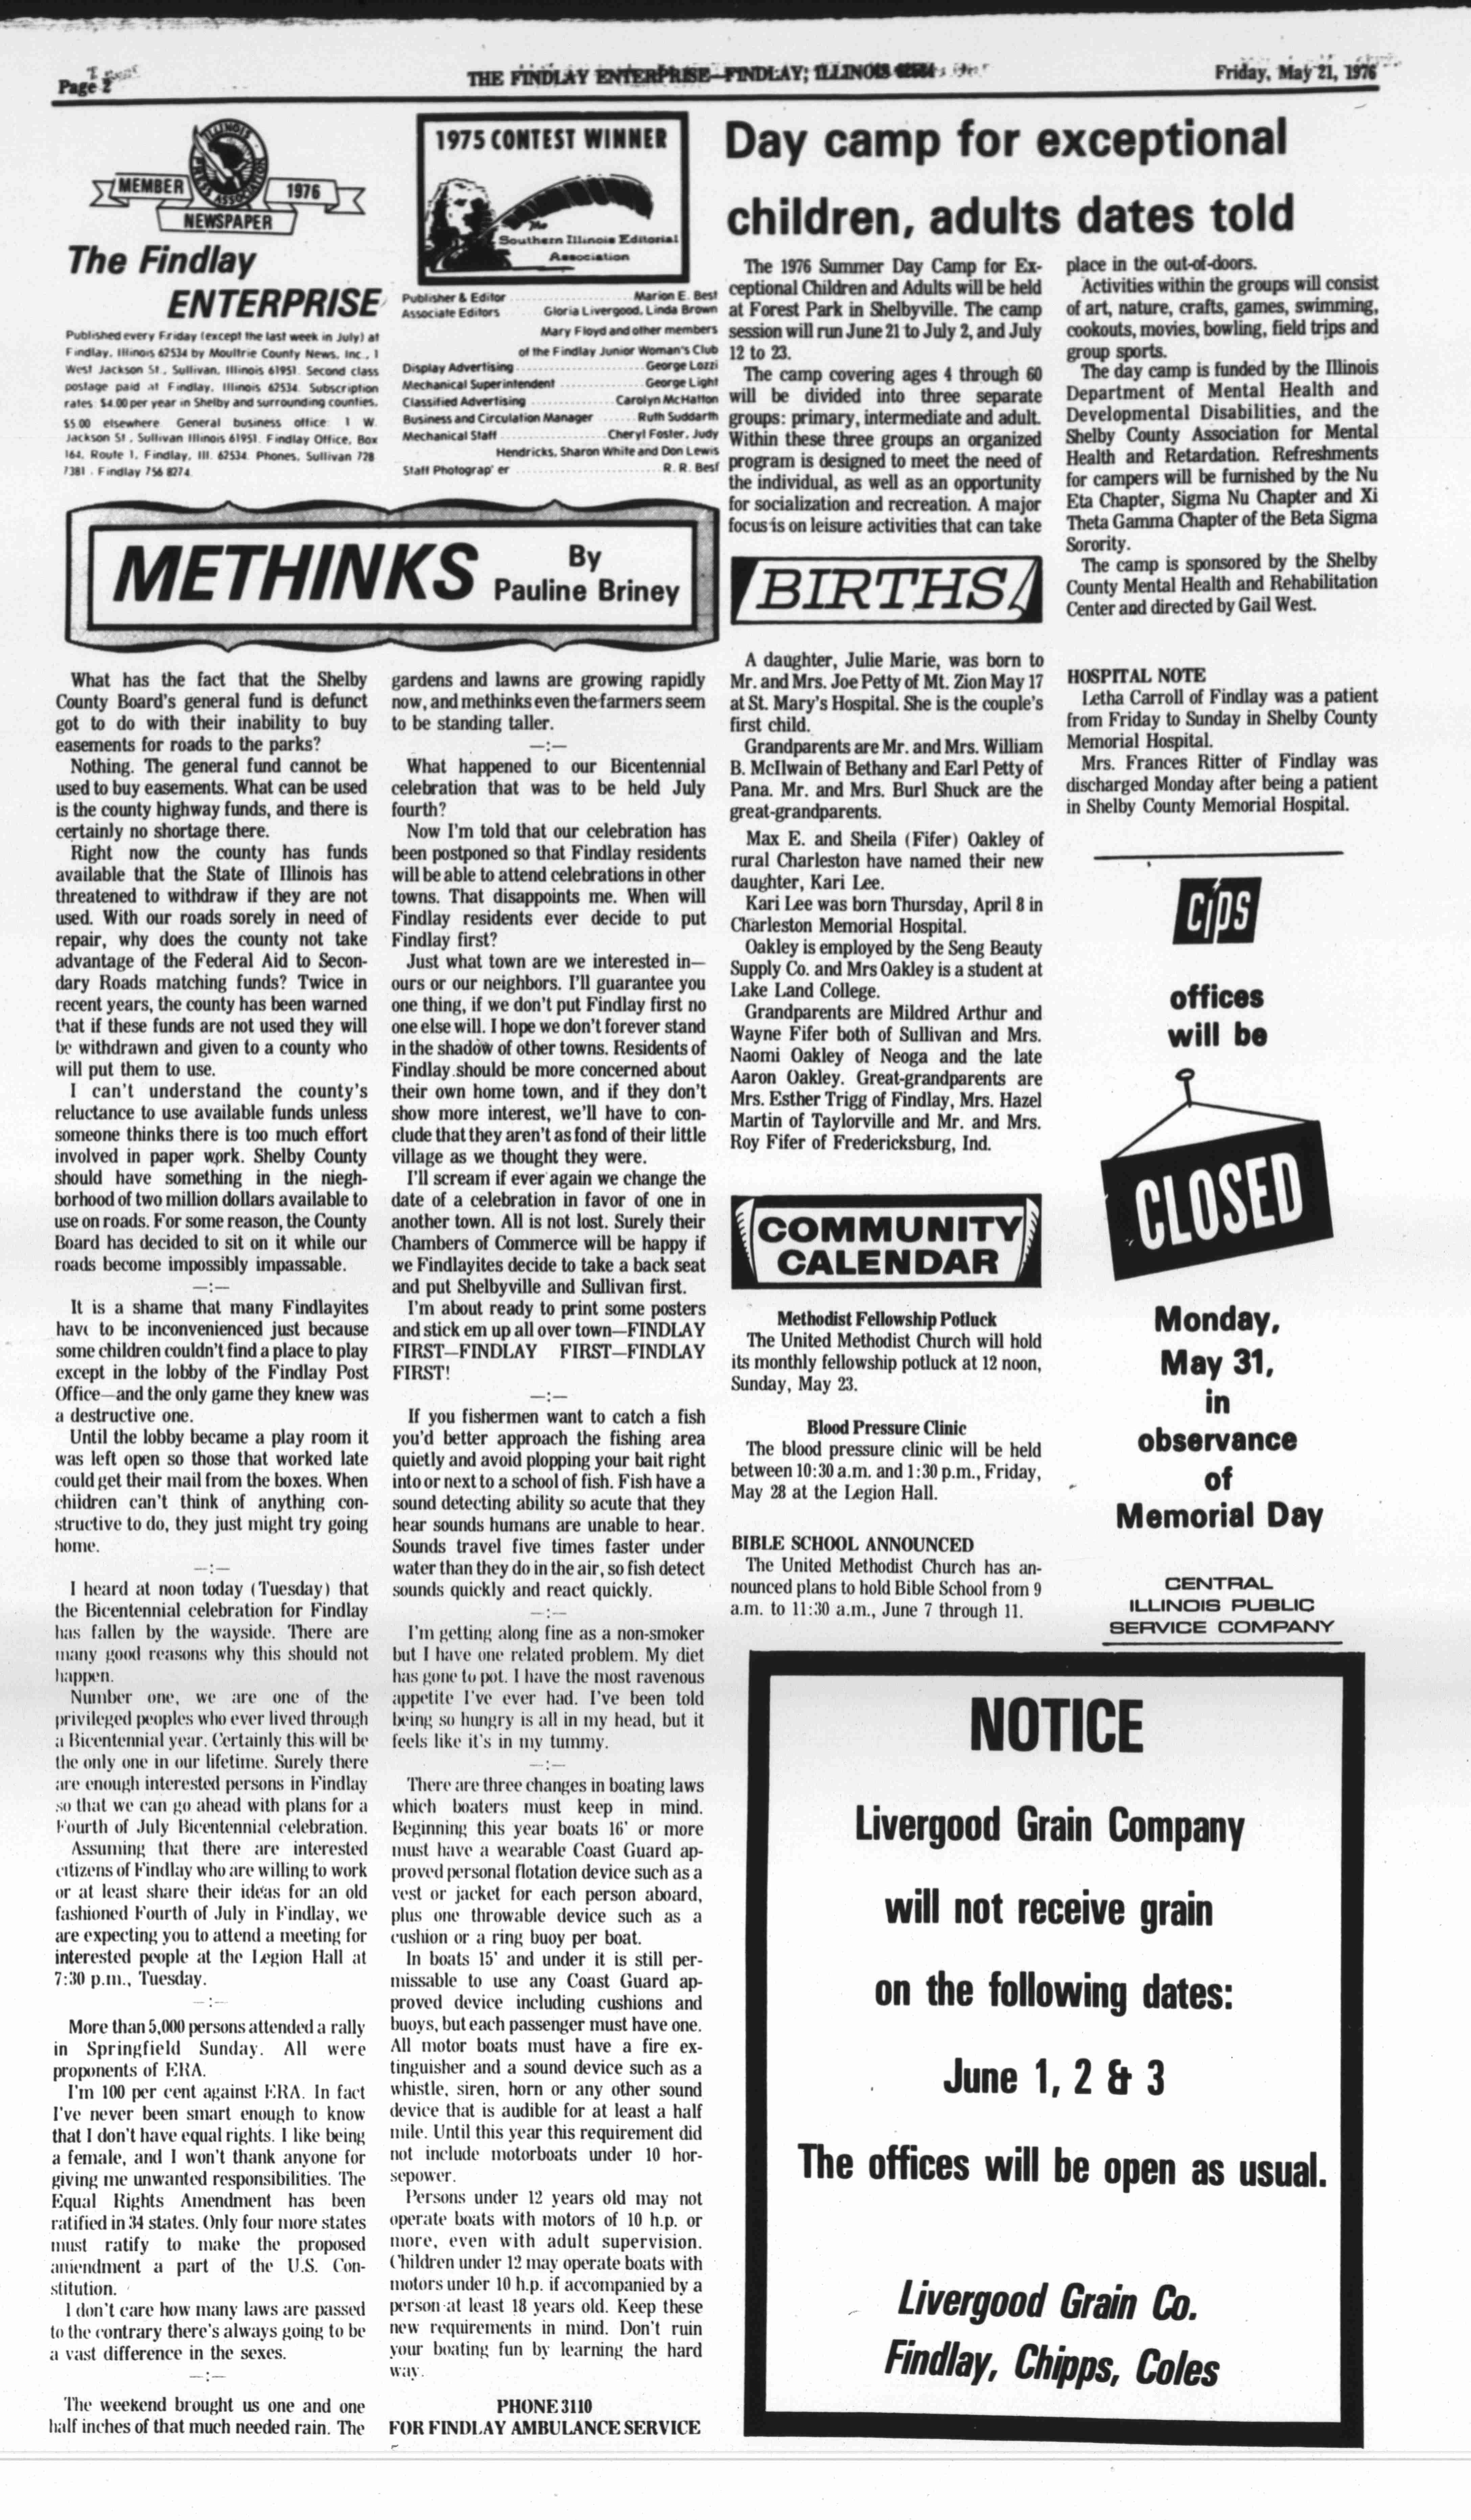 Page 2
THE FINDLAY ENTERPRISE—FINDLAY, ILLINOIS
Friday, May 21, 1976
ILLINOIS
PRESS ASSOCIATION
MEMBER
1976
NEWSPAPER
The Findlay
ENTERPRISE
Published every Friday (except the last week in July) at
Findlay, Illinois 62534 by Moultrie County News, Inc., 1
West Jackson St., Sullivan, Illinois 61951. Second class
postage paid at Findlay, Illinois 62534. Subscription
rates $4.00 per year in Shelby and surrounding counties.
$5.00 elsewhere General business office: 1 W.
Jackson St., Sullivan Illinois 61951. Findlay Office, Box
164, Route 1, Findlay, Ill. 62534. Phones, Sullivan 728
7381 . Findlay 756 8274.
1975 CONTEST WINNER
The
Southern Illinois Editorial
Association
Publisher & Editor Marion E. Best
Associate Editors Gloria Livergood, Linda Brown
Mary Floyd and other members
of the Findlay Junior Woman's Club
Display Advertising George Lozzi
Mechanical Superintendent George Light
Classified Advertising Carolyn McHatton
Business and Circulation Manager Ruth Suddarth
Mechanical Staff Cheryl Foster, Judy
Hendricks, Sharon White and Don Lewis
Staff Photograp er R. R. Best
METHINKS By
Pauline Briney
What has the fact that the Shelby
County Board's general fund is defunct
got to do with their inability to buy
easements for roads to the parks?
Nothing. The general fund cannot be
used to buy easements. What can be used
is the county highway funds, and there is
certainly no shortage there.
Right now the county has funds
available that the State of Illinois has
threatened to withdraw if they are not
used. With our roads sorely in need of
repair, why does the county not take
advantage of the Federal Aid to Secon-
dary Roads matching funds? Twice in
recent years, the county has been warned
that if these funds are not used they will
be withdrawn and given to a county who
will put them to use.
I can't understand the county's
reluctance to use available funds unless
someone thinks there is too much effort
involved in paper work. Shelby County
should have something in the niegh-
borhood of two million dollars available to
use on roads. For some reason, the County
Board has decided to sit on it while our
roads become impossibly impassable.
—:—
It is a shame that many Findlayites
have to be inconvenienced just because
some children couldn't find a place to play
except in the lobby of the Findlay Post
Office—and the only game they knew was
a destructive one.
Until the lobby became a play room it
was left open so those that worked late
could get their mail from the boxes. When
children can't think of anything con-
structive to do, they just might try going
home.
—:—
I heard at noon today (Tuesday) that
the Bicentennial celebration for Findlay
has fallen by the wayside. There are
many good reasons why this should not
happen.
Number one, we are one of the
privileged peoples who ever lived through
a Bicentennial year. Certainly this will be
the only one in our lifetime. Surely there
are enough interested persons in Findlay
so that we can go ahead with plans for a
Fourth of July Bicentennial celebration.
Assuming that there are interested
citizens of Findlay who are willing to work
or at least share their ideas for an old
fashioned Fourth of July in Findlay, we
are expecting you to attend a meeting for
interested people at the Legion Hall at
7:30 p.m., Tuesday.
—:—
More than 5,000 persons attended a rally
in Springfield Sunday. All were
proponents of ERA.
I'm 100 per cent against ERA. In fact
I've never been smart enough to know
that I don't have equal rights. I like being
a female, and I won't thank anyone for
giving me unwanted responsibilities. The
Equal Rights Amendment has been
ratified in 34 states. Only four more states
must ratify to make the proposed
amendment a part of the U.S. Con-
stitution.
I don't care how many laws are passed
to the contrary there's always going to be
a vast difference in the sexes.
—:—
The weekend brought us one and one
half inches of that much needed rain. The
gardens and lawns are growing rapidly
now, and methinks even the farmers seem
to be standing taller.
—:—
What happened to our Bicentennial
celebration that was to be held July
fourth?
Now I'm told that our celebration has
been postponed so that Findlay residents
will be able to attend celebrations in other
towns. That disappoints me. When will
Findlay residents ever decide to put
Findlay first?
Just what town are we interested in—
ours or our neighbors. I'll guarantee you
one thing, if we don't put Findlay first no
one else will. I hope we don't forever stand
in the shadow of other towns. Residents of
Findlay should be more concerned about
their own home town, and if they don't
show more interest, we'll have to con-
clude that they aren't as fond of their little
village as we thought they were.
I'll scream if ever again we change the
date of a celebration in favor of one in
another town. All is not lost. Surely their
Chambers of Commerce will be happy if
we Findlayites decide to take a back seat
and put Shelbyville and Sullivan first.
I'm about ready to print some posters
and stick em up all over town—FINDLAY
FIRST—FINDLAY FIRST—FINDLAY
FIRST!
—:—
If you fishermen want to catch a fish
you'd better approach the fishing area
quietly and avoid plopping your bait right
into or next to a school of fish. Fish have a
sound detecting ability so acute that they
hear sounds humans are unable to hear.
Sounds travel five times faster under
water than they do in the air, so fish detect
sounds quickly and react quickly.
—:—
I'm getting along fine as a non-smoker
but I have one related problem. My diet
has gone to pot. I have the most ravenous
appetite I've ever had. I've been told
being so hungry is all in my head, but it
feels like it's in my tummy.
—:—
There are three changes in boating laws
which boaters must keep in mind.
Beginning this year boats 16' or more
must have a wearable Coast Guard ap-
proved personal flotation device such as a
vest or jacket for each person aboard,
plus one throwable device such as a
cushion or a ring buoy per boat.
In boats 15' and under it is still per-
missable to use any Coast Guard ap-
proved device including cushions and
buoys, but each passenger must have one.
All motor boats must have a fire ex-
tinguisher and a sound device such as a
whistle, siren, horn or any other sound
device that is audible for at least a half
mile. Until this year this requirement did
not include motorboats under 10 hor-
sepower.
Persons under 12 years old may not
operate boats with motors of 10 h.p. or
more, even with adult supervision.
Children under 12 may operate boats with
motors under 10 h.p. if accompanied by a
person at least 18 years old. Keep these
new requirements in mind. Don't ruin
your boating fun by learning the hard
way.
PHONE 3110
FOR FINDLAY AMBULANCE SERVICE
Day camp for exceptional
children, adults dates told
The 1976 Summer Day Camp for Ex-
ceptional Children and Adults will be held
at Forest Park in Shelbyville. The camp
session will run June 21 to July 2, and July
12 to 23.
The camp covering ages 4 through 60
will be divided into three separate
groups: primary, intermediate and adult.
Within these three groups an organized
program is designed to meet the need of
the individual, as well as an opportunity
for socialization and recreation. A major
focus is on leisure activities that can take
place in the out-of-doors.
Activities within the groups will consist
of art, nature, crafts, games, swimming,
cookouts, movies, bowling, field trips and
group sports.
The day camp is funded by the Illinois
Department of Mental Health and
Developmental Disabilities, and the
Shelby County Association for Mental
Health and Retardation. Refreshments
for campers will be furnished by the Nu
Eta Chapter, Sigma Nu Chapter and Xi
Theta Gamma Chapter of the Beta Sigma
Sorority.
The camp is sponsored by the Shelby
County Mental Health and Rehabilitation
Center and directed by Gail West.
BIRTHS
A daughter, Julie Marie, was born to
Mr. and Mrs. Joe Petty of Mt. Zion May 17
at St. Mary's Hospital. She is the couple's
first child.
Grandparents are Mr. and Mrs. William
B. McIlwain of Bethany and Earl Petty of
Pana. Mr. and Mrs. Burl Shuck are the
great-grandparents.
Max E. and Sheila (Fifer) Oakley of
rural Charleston have named their new
daughter, Kari Lee.
Kari Lee was born Thursday, April 8 in
Charleston Memorial Hospital.
Oakley is employed by the Seng Beauty
Supply Co. and Mrs Oakley is a student at
Lake Land College.
Grandparents are Mildred Arthur and
Wayne Fifer both of Sullivan and Mrs.
Naomi Oakley of Neoga and the late
Aaron Oakley. Great-grandparents are
Mrs. Esther Trigg of Findlay, Mrs. Hazel
Martin of Taylorville and Mr. and Mrs.
Roy Fifer of Fredericksburg, Ind.
COMMUNITY
CALENDAR
Methodist Fellowship Potluck
The United Methodist Church will hold
its monthly fellowship potluck at 12 noon,
Sunday, May 23.
Blood Pressure Clinic
The blood pressure clinic will be held
between 10:30 a.m. and 1:30 p.m., Friday,
May 28 at the Legion Hall.
BIBLE SCHOOL ANNOUNCED
The United Methodist Church has an-
nounced plans to hold Bible School from 9
a.m. to 11:30 a.m., June 7 through 11.
HOSPITAL NOTE
Letha Carroll of Findlay was a patient
from Friday to Sunday in Shelby County
Memorial Hospital.
Mrs. Frances Ritter of Findlay was
discharged Monday after being a patient
in Shelby County Memorial Hospital.
CIPS
offices
will be
CLOSED
Monday,
May 31,
in
observance
of
Memorial Day
CENTRAL
ILLINOIS PUBLIC
SERVICE COMPANY
NOTICE
Livergood Grain Company
will not receive grain
on the following dates:
June 1, 2 & 3
The offices will be open as usual.
Livergood Grain Co.
Findlay, Chipps, Coles